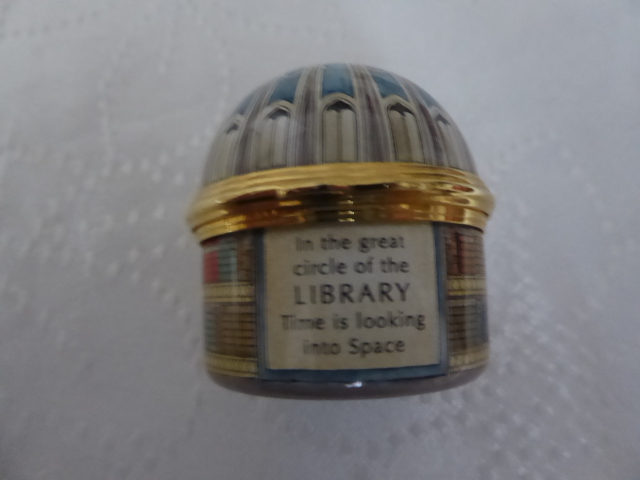 In the great
circle of the
LIBRARY
Time is looking
into Space